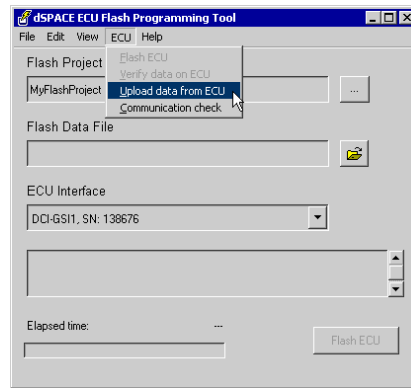 dSPACE ECU Flash Programming Tool
File Edit View ECU Help
Flash ECU
Verify data on ECU
Upload data from ECU
Communication check
Flash Project
MyFlashProject
...
Flash Data File
ECU Interface
DCI-GSI1, SN: 138676
Elapsed time: ---
Flash ECU